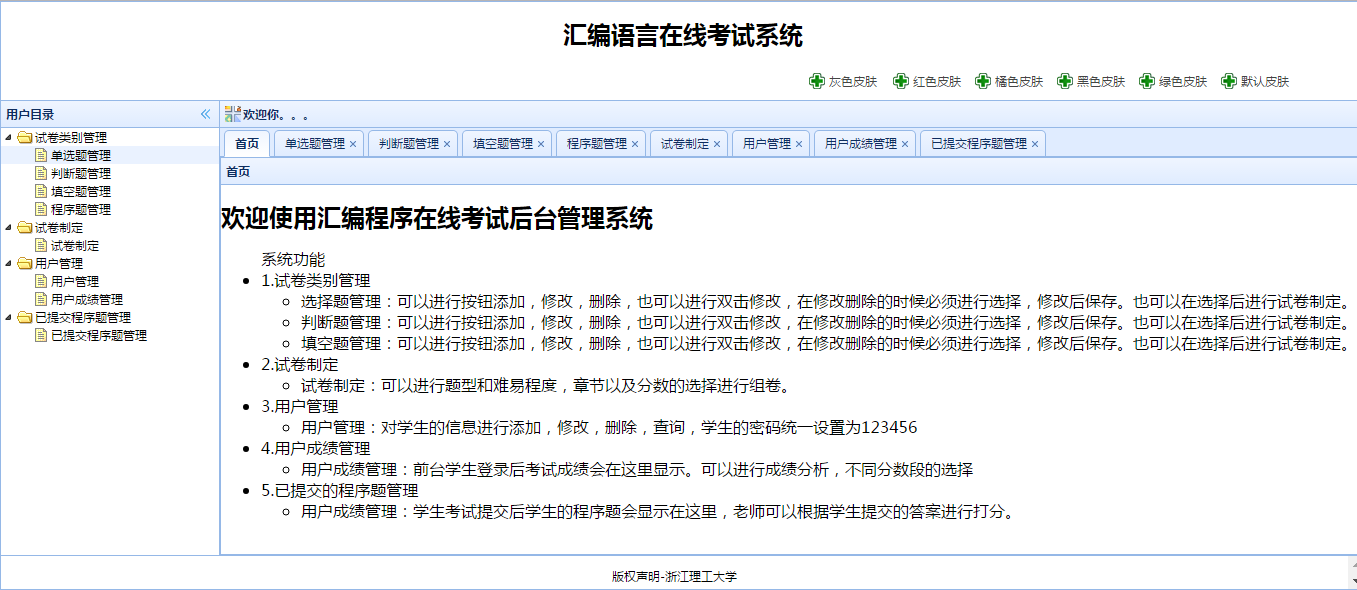 汇编语言在线考试系统
灰色皮肤 红色皮肤 橘色皮肤 黑色皮肤 绿色皮肤 默认皮肤
用户目录
试卷类别管理
单选题管理
判断题管理
填空题管理
程序题管理
试卷制定
试卷制定
用户管理
用户管理
用户成绩管理
已提交程序题管理
已提交程序题管理
欢迎你。。。
首页 单选题管理 判断题管理 填空题管理 程序题管理 试卷制定 用户管理 用户成绩管理 已提交程序题管理
首页
欢迎使用汇编程序在线考试后台管理系统
系统功能
1.试卷类别管理
选择题管理：可以进行按钮添加，修改，删除，也可以进行双击修改，在修改删除的时候必须进行选择，修改后保存。也可以在选择后进行试卷制定。
判断题管理：可以进行按钮添加，修改，删除，也可以进行双击修改，在修改删除的时候必须进行选择，修改后保存。也可以在选择后进行试卷制定。
填空题管理：可以进行按钮添加，修改，删除，也可以进行双击修改，在修改删除的时候必须进行选择，修改后保存。也可以在选择后进行试卷制定。
2.试卷制定
试卷制定：可以进行题型和难易程度，章节以及分数的选择进行组卷。
3.用户管理
用户管理：对学生的信息进行添加，修改，删除，查询，学生的密码统一设置为123456
4.用户成绩管理
用户成绩管理：前台学生登录后考试成绩会在这里显示。可以进行成绩分析，不同分数段的选择
5.已提交的程序题管理
用户成绩管理：学生考试提交后学生的程序题会显示在这里，老师可以根据学生提交的答案进行打分。
版权声明-浙江理工大学